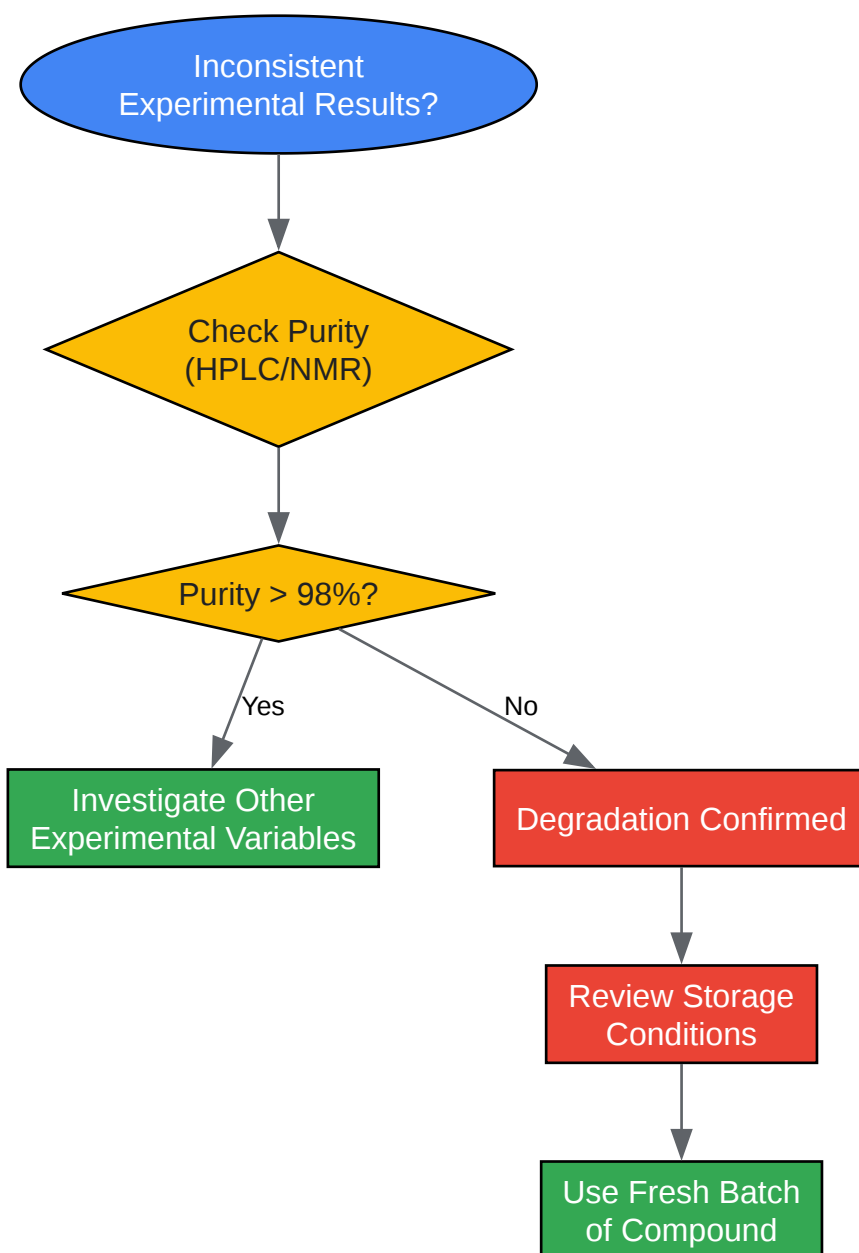 Inconsistent
Experimental Results?
Check Purity
(HPLC/NMR)
Purity > 98%?
Yes
No
Investigate Other
Experimental Variables
Degradation Confirmed
Review Storage
Conditions
Use Fresh Batch
of Compound